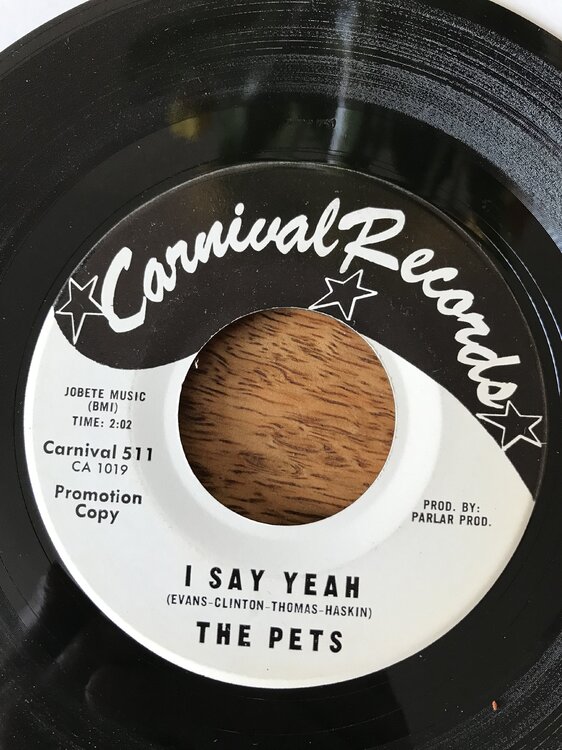 Carnival Records
JOBETE MUSIC
(BMI)
TIME: 2:02
Carnival 511
CA 1019
Promotion
Copy
PROD. BY:
PARLAR PROD.
I SAY YEAH
(EVANS-CLINTON-THOMAS-HASKIN)
THE PETS